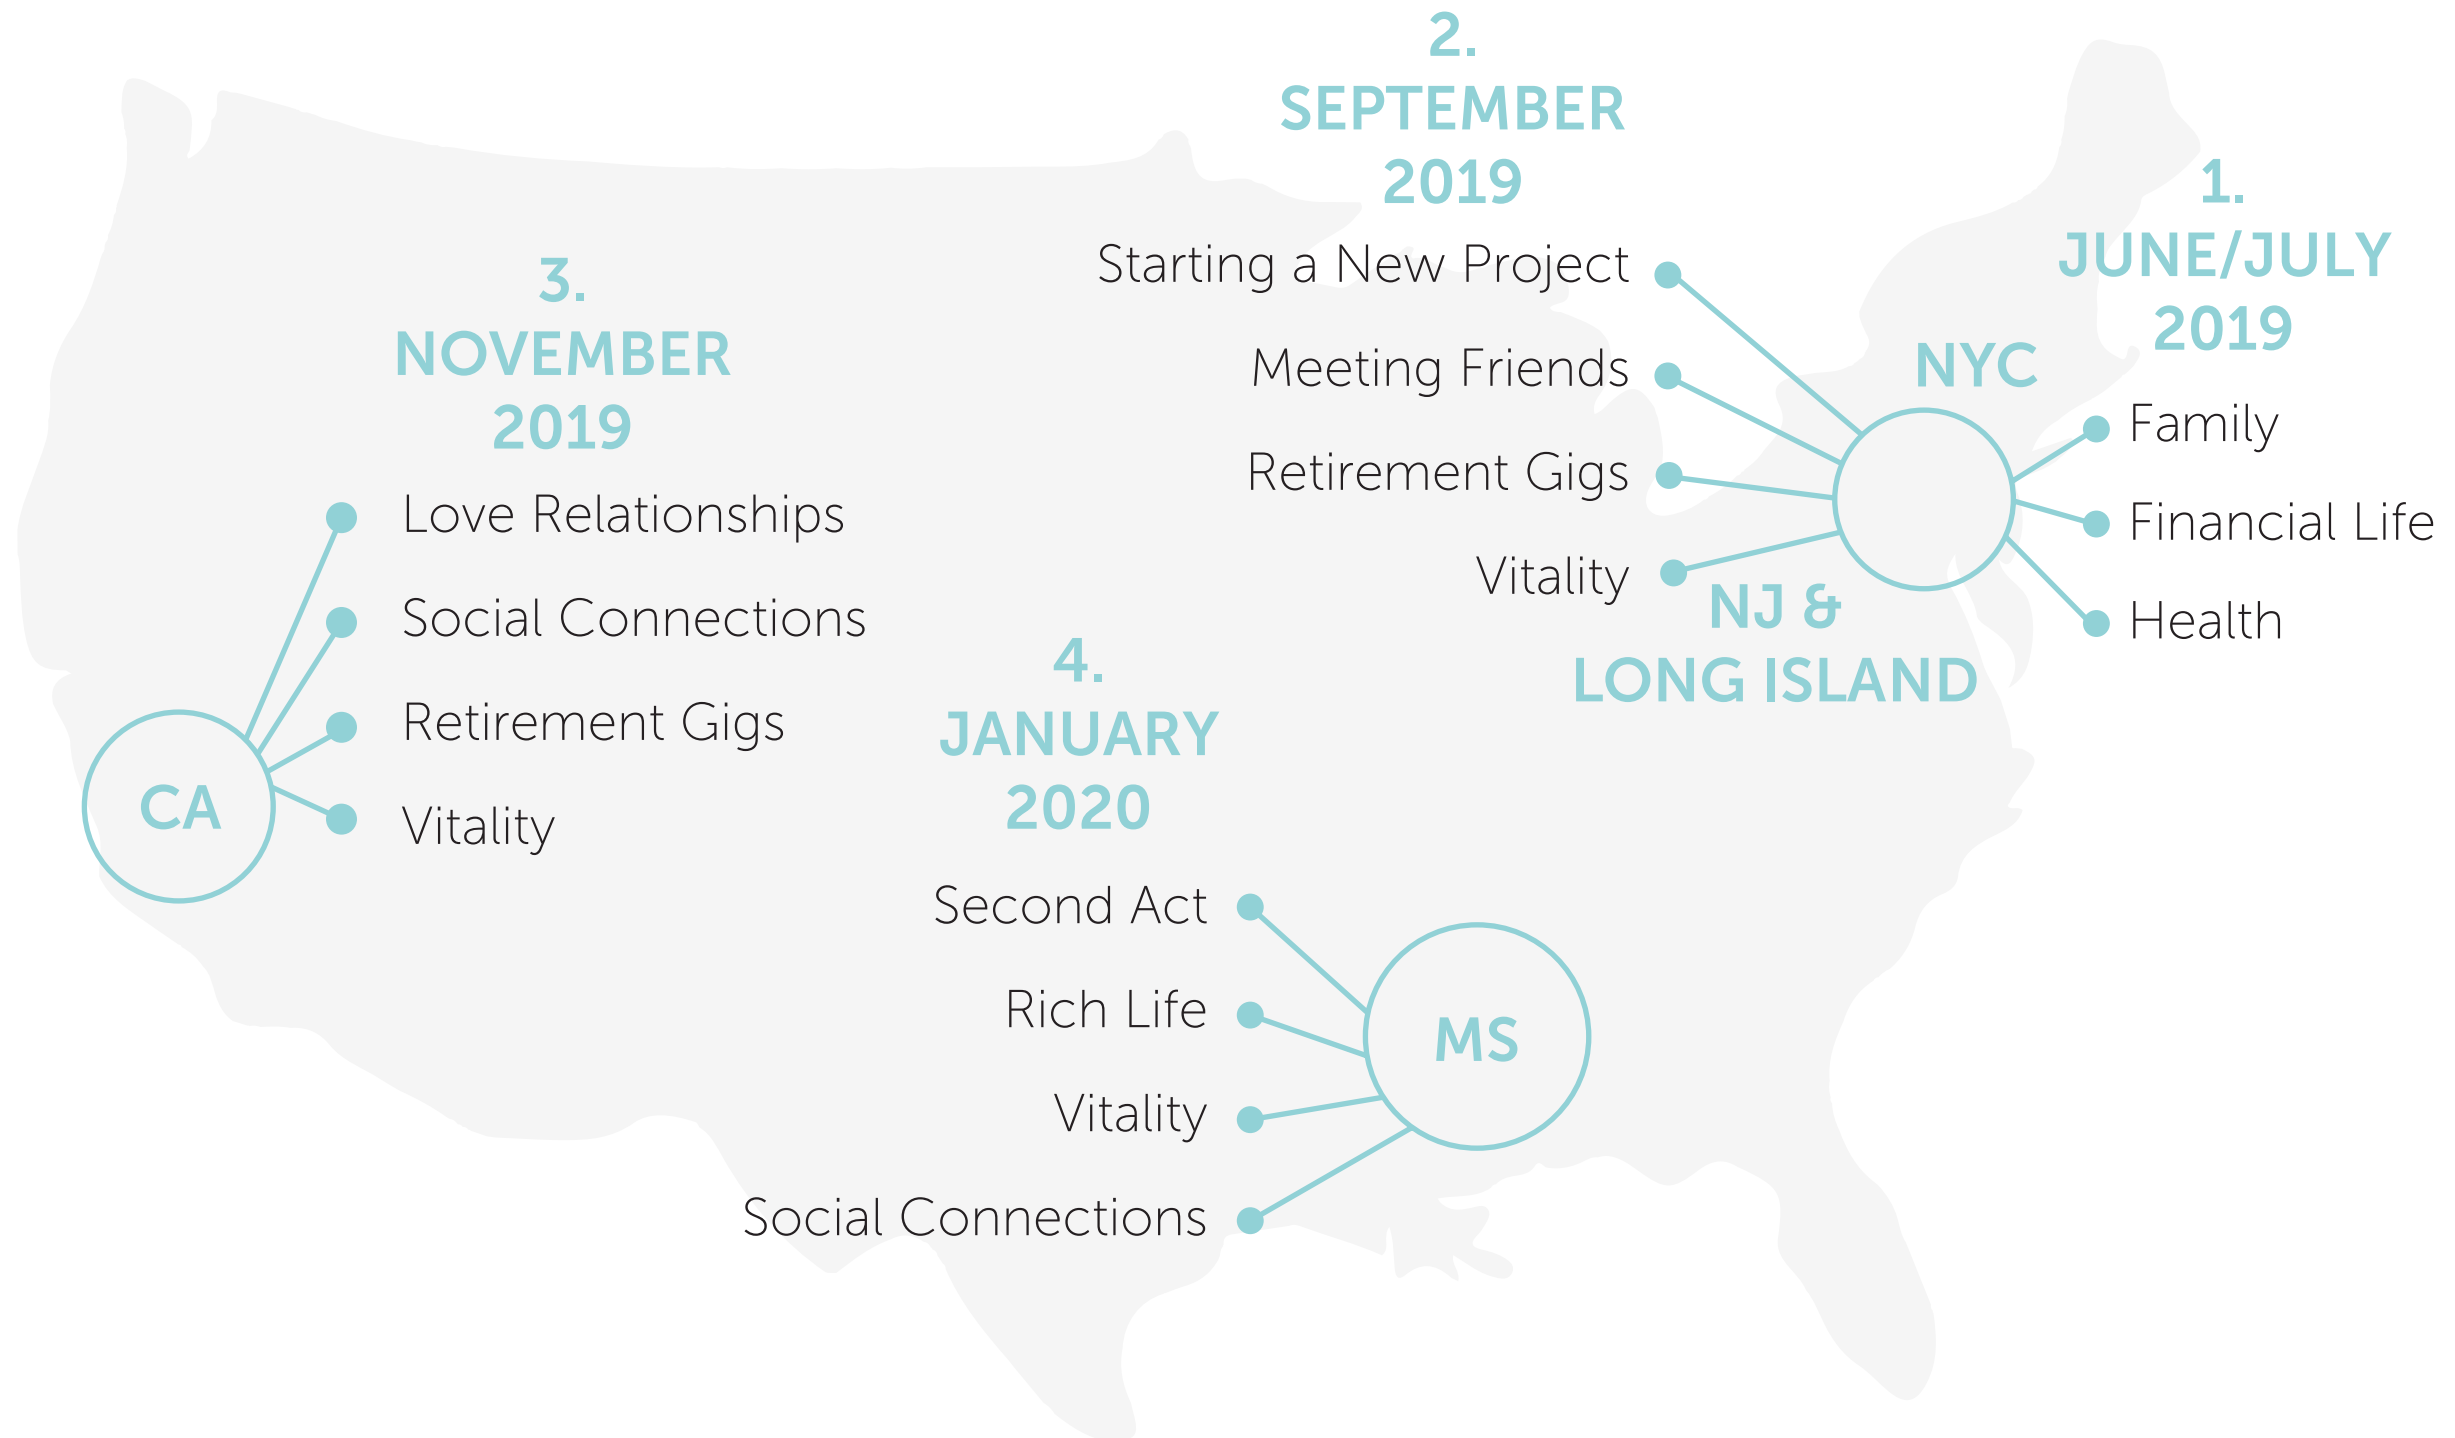 1.
JUNE/JULY
2019
NYC
Family
Financial Life
Health
2.
SEPTEMBER
2019
Starting a New Project
Meeting Friends
Retirement Gigs
Vitality
NJ &
LONG ISLAND
3.
NOVEMBER
2019
Love Relationships
Social Connections
Retirement Gigs
Vitality
CA
4.
JANUARY
2020
Second Act
Rich Life
Vitality
Social Connections
MS